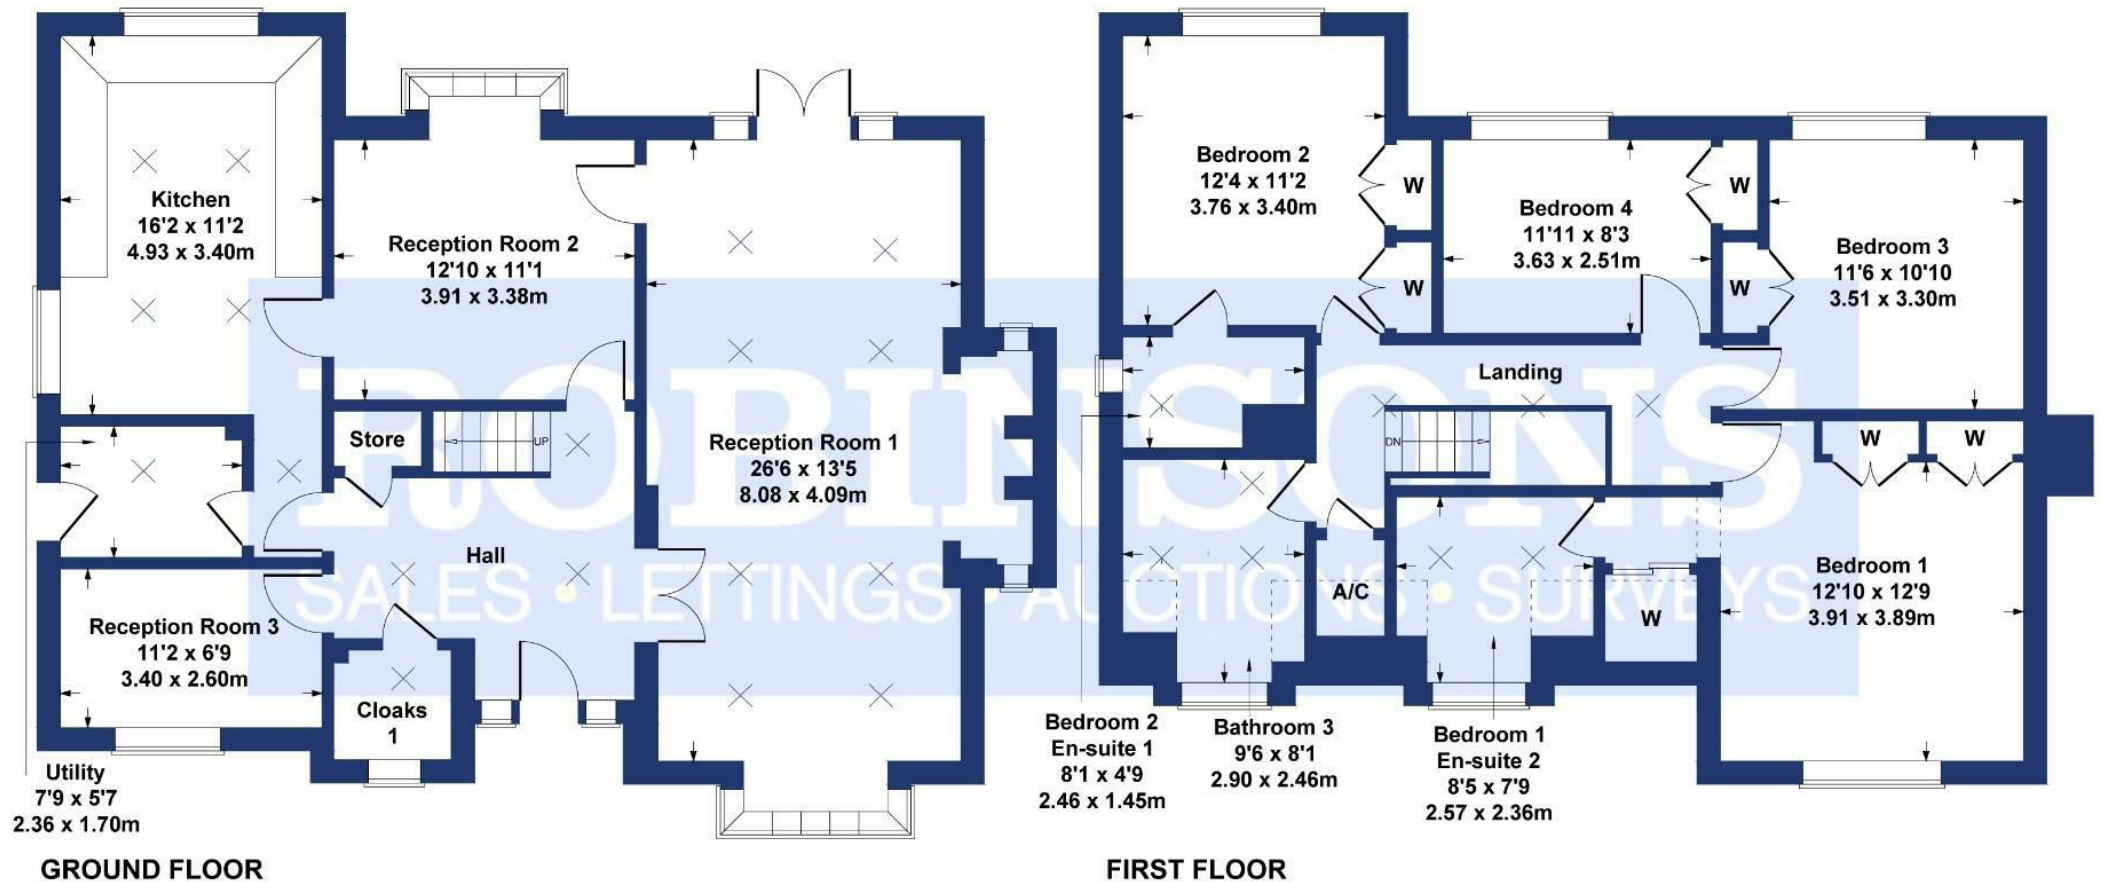 Kitchen
16'2 x 11'2
4.93 x 3.40m
Reception Room 2
12'10 x 11'1
3.91 x 3.38m
Store
UP
Reception Room 1
26'6 x 13'5
8.08 x 4.09m
Hall
Reception Room 3
11'2 x 6'9
3.40 x 2.60m
Cloaks
1
Utility
7'9 x 5'7
2.36 x 1.70m
GROUND FLOOR
Bedroom 2
12'4 x 11'2
3.76 x 3.40m
W
W
Bedroom 4
11'11 x 8'3
3.63 x 2.51m
W
W
Bedroom 3
11'6 x 10'10
3.51 x 3.30m
Landing
DN
W
W
A/C
W
Bedroom 1
12'10 x 12'9
3.91 x 3.89m
Bedroom 2
En-suite 1
8'1 x 4'9
2.46 x 1.45m
Bathroom 3
9'6 x 8'1
2.90 x 2.46m
Bedroom 1
En-suite 2
8'5 x 7'9
2.57 x 2.36m
FIRST FLOOR
ROBINSONS
SALES • LETTINGS • AUCTIONS • SURVEYS